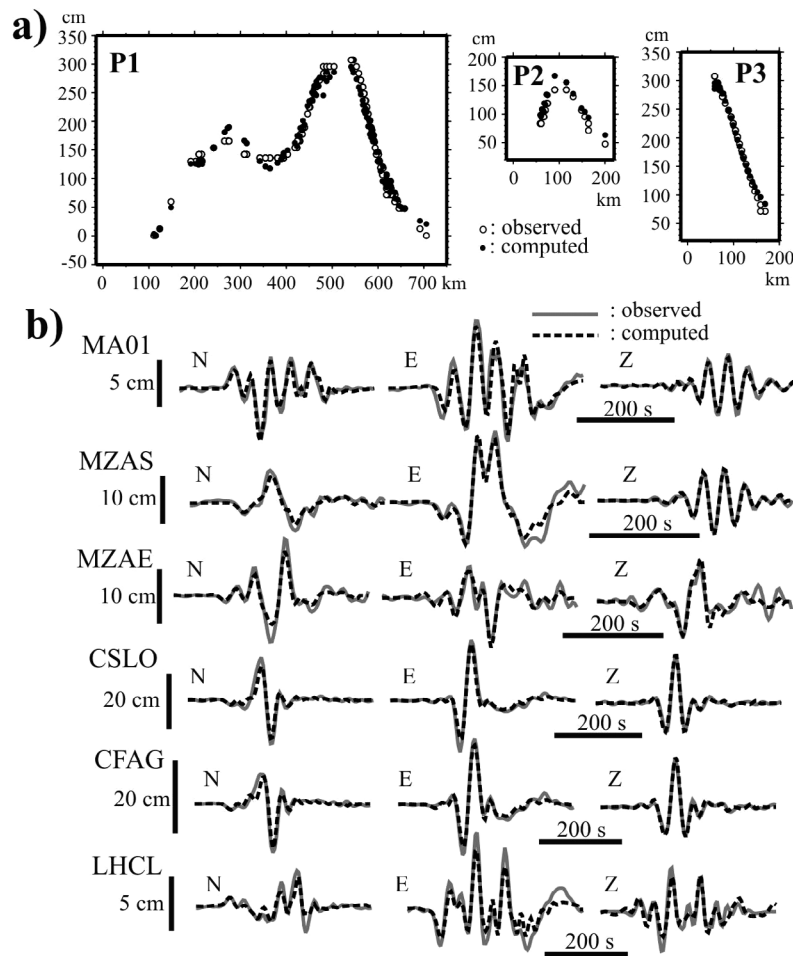 a)
cm
350
300
250
200
150
100
50
0
-50
P1
0 100 200 300 400 500 600 700 km
cm
200
150
100
50
P2
0 100 200
km
○ : observed
• : computed
cm
350
300
250
200
150
100
50
P3
0 100 200
km
b)
: observed
: computed
MA01
5 cm
N E Z
200 s
MZAS
10 cm
N E Z
200 s
MZAE
10 cm
N E Z
200 s
CSLO
20 cm
N E Z
200 s
CFAG
20 cm
N E Z
200 s
LHCL
5 cm
N E Z
200 s